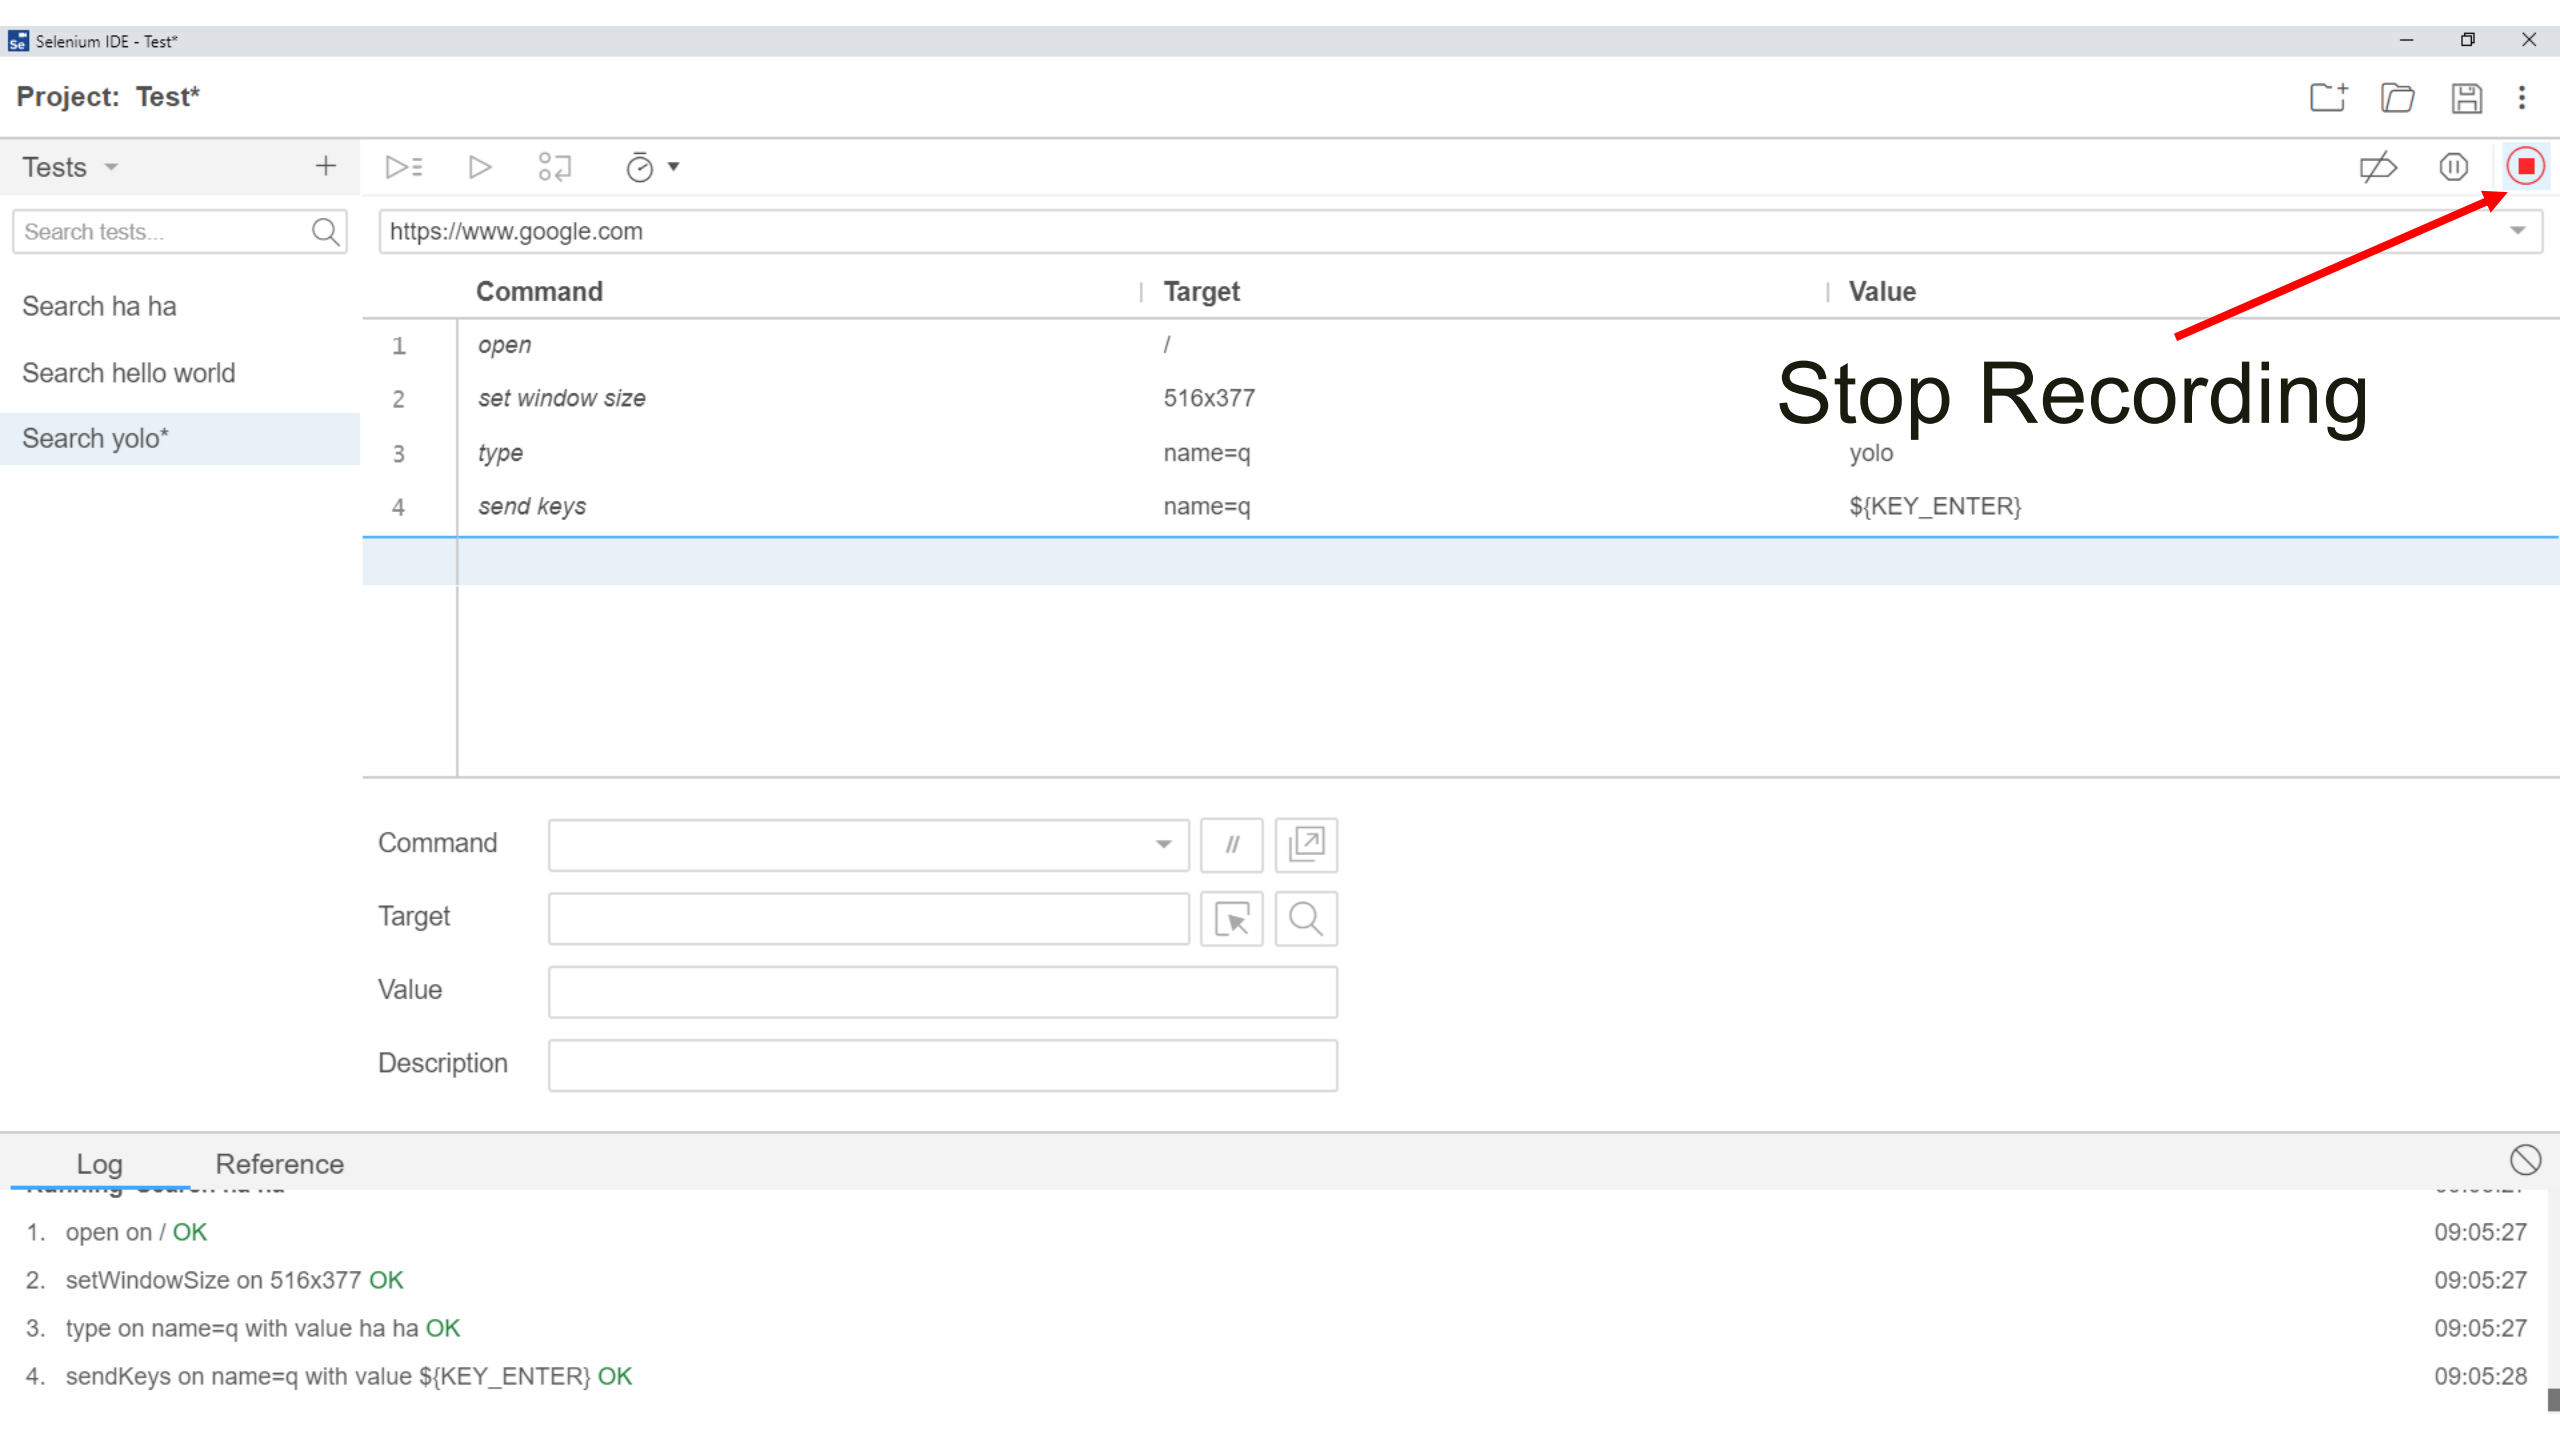 Selenium IDE - Test*
Project: Test*
Tests
Search tests...
https://www.google.com
Command Target Value
Search ha ha
1 open /
Search hello world
2 set window size 516x377
Stop Recording
Search yolo*
3 type name=q yolo
4 send keys name=q ${KEY_ENTER}
Command //
Target
Value
Description
Log Reference
Running 'Search ha ha'
1. open on / OK 09:05:27
2. setWindowSize on 516x377 OK 09:05:27
3. type on name=q with value ha ha OK 09:05:27
4. sendKeys on name=q with value ${KEY_ENTER} OK 09:05:28